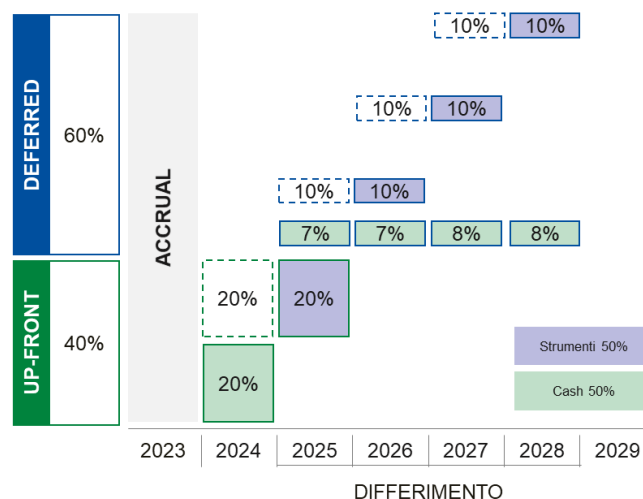 DEFERRED
60%
UP-FRONT
40%
ACCRUAL
10% 10%
10% 10%
10% 10%
7% 7% 8% 8%
20% 20%
20%
Strumenti 50%
Cash 50%
2023 2024 2025 2026 2027 2028 2029
DIFFERIMENTO